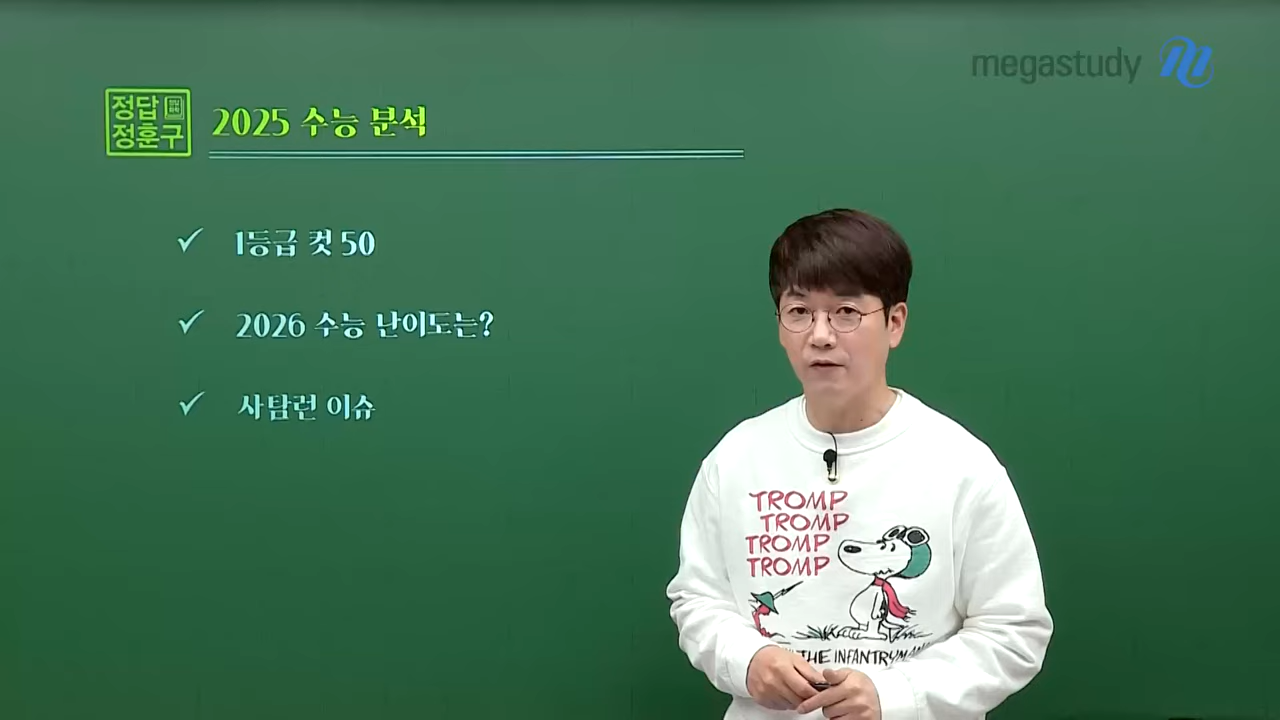 megastudy
정답
정훈구
2025 수능 분석
1등급 컷 50
2026 수능 난이도는?
사탐런 이슈
TROMP
TROMP
TROMP
TROMP
THE INFANTRYMAN